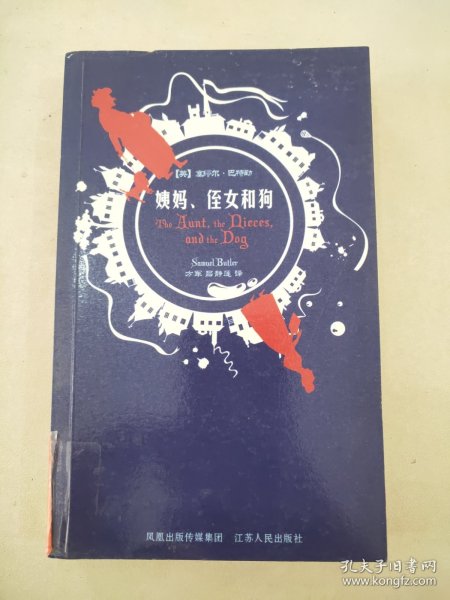 【英】塞缪尔·巴特勒
姨妈、侄女和狗
The Aunt, the Nieces,
and the Dog
Samuel Butler
方军 吕静莲 译
凤凰出版传媒集团 江苏人民出版社
孔夫子旧书网
www.kongfz.com